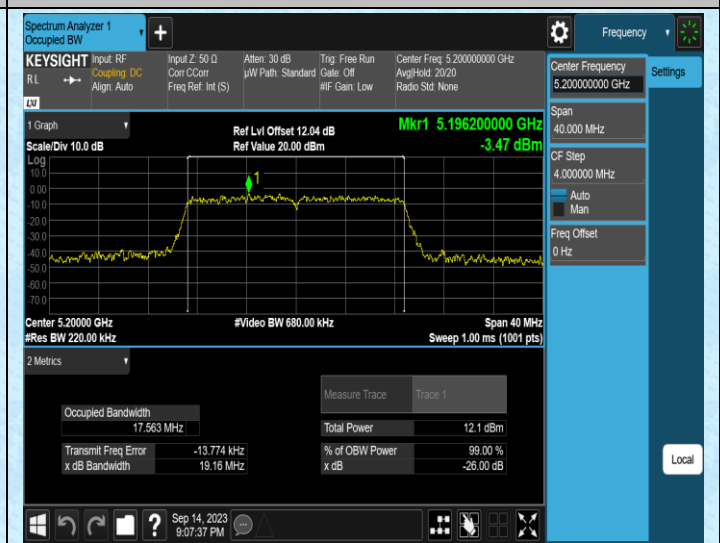 Spectrum Analyzer 1
Occupied BW
+
Frequency
KEYSIGHT
R L
LXI
Input: RF
Coupling: DC
Align: Auto
Input Z: 50 Ω
Corr CCorr
Freq Ref: Int (S)
Atten: 30 dB
µW Path: Standard
Trig: Free Run
Gate: Off
#IF Gain: Low
Center Freq: 5.200000000 GHz
Avg|Hold: 20/20
Radio Std: None
Center Frequency
5.200000000 GHz
Settings
Span
40.000 MHz
CF Step
4.000000 MHz
Auto
Man
Freq Offset
0 Hz
Local
1 Graph
Scale/Div 10.0 dB
Ref Lvl Offset 12.04 dB
Ref Value 20.00 dBm
Mkr1 5.196200000 GHz
-3.47 dBm
Log
10.0
0.00
-10.0
-20.0
-30.0
-40.0
-50.0
-60.0
-70.0
1
Center 5.20000 GHz
#Video BW 680.00 kHz
Span 40 MHz
#Res BW 220.00 kHz
Sweep 1.00 ms (1001 pts)
2 Metrics
Measure Trace
Trace 1
Occupied Bandwidth
17.563 MHz
Total Power
12.1 dBm
Transmit Freq Error
-13.774 kHz
% of OBW Power
99.00 %
x dB Bandwidth
19.16 MHz
x dB
-26.00 dB
?
Sep 14, 2023
9:07:37 PM